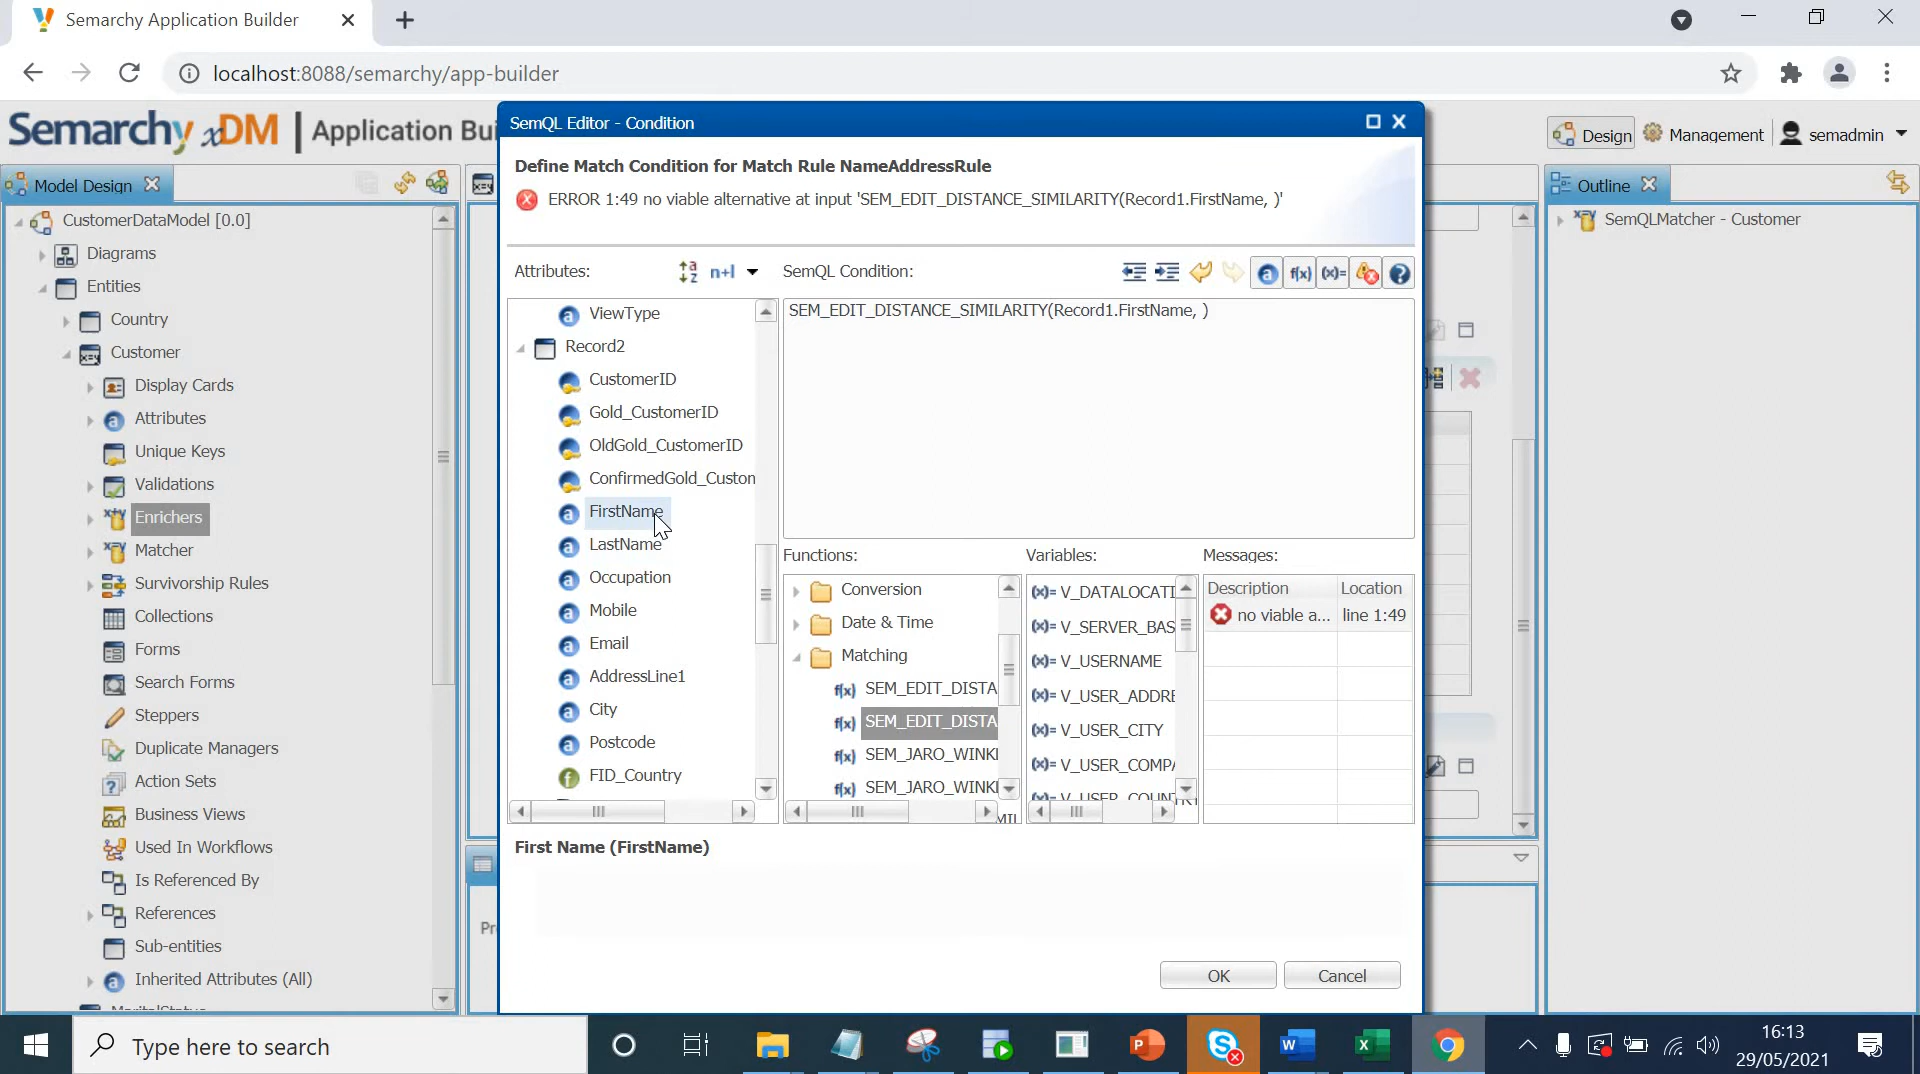 Semarchy Application Builder
localhost:8088/semarchy/app-builder
Semarchy xDM | Application Bui
Design
Management
semadmin
Model Design
CustomerDataModel [0.0]
Diagrams
Entities
Country
Customer
Display Cards
Attributes
Unique Keys
Validations
Enrichers
Matcher
Survivorship Rules
Collections
Forms
Search Forms
Steppers
Duplicate Managers
Action Sets
Business Views
Used In Workflows
Is Referenced By
References
Sub-entities
Inherited Attributes (All)
SemQL Editor - Condition
Define Match Condition for Match Rule NameAddressRule
ERROR 1:49 no viable alternative at input 'SEM_EDIT_DISTANCE_SIMILARITY(Record1.FirstName, )'
Attributes:
n+l
ViewType
Record2
CustomerID
Gold_CustomerID
OldGold_CustomerID
ConfirmedGold_Custon
FirstName
LastName
Occupation
Mobile
Email
AddressLine1
City
Postcode
FID_Country
SemQL Condition:
SEM_EDIT_DISTANCE_SIMILARITY(Record1.FirstName, )
Functions:
Conversion
Date & Time
Matching
f(x) SEM_EDIT_DISTA
f(x) SEM_EDIT_DISTA
f(x) SEM_JARO_WINKI
f(x) SEM_JARO_WINKI
Variables:
(x)= V_DATALOCATI
(x)= V_SERVER_BAS
(x)= V_USERNAME
(x)= V_USER_ADDRE
(x)= V_USER_CITY
(x)= V_USER_COMPA
(x)= V_USER_COUNTRY
Messages:
Description Location
no viable a... line 1:49
First Name (FirstName)
OK
Cancel
Outline
SemQLMatcher - Customer
Type here to search
16:13
29/05/2021